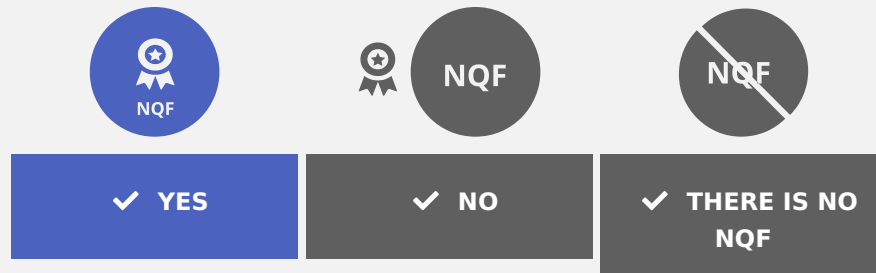 NQF
NQF
NQF
YES
NO
THERE IS NO
NQF